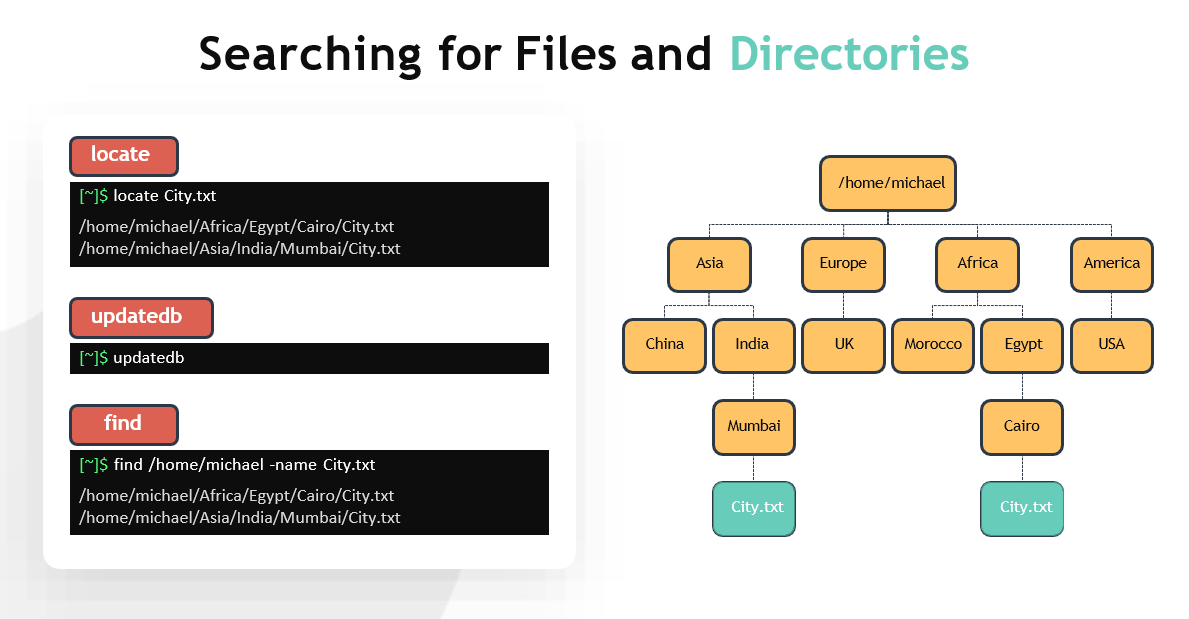 Searching for Files and Directories
locate
[~]$ locate City.txt
/home/michael/Africa/Egypt/Cairo/City.txt
/home/michael/Asia/India/Mumbai/City.txt
updatedb
[~]$ updatedb
find
[~]$ find /home/michael -name City.txt
/home/michael/Africa/Egypt/Cairo/City.txt
/home/michael/Asia/India/Mumbai/City.txt
/home/michael
Asia
Europe
Africa
America
China
India
UK
Morocco
Egypt
USA
Mumbai
Cairo
City.txt
City.txt